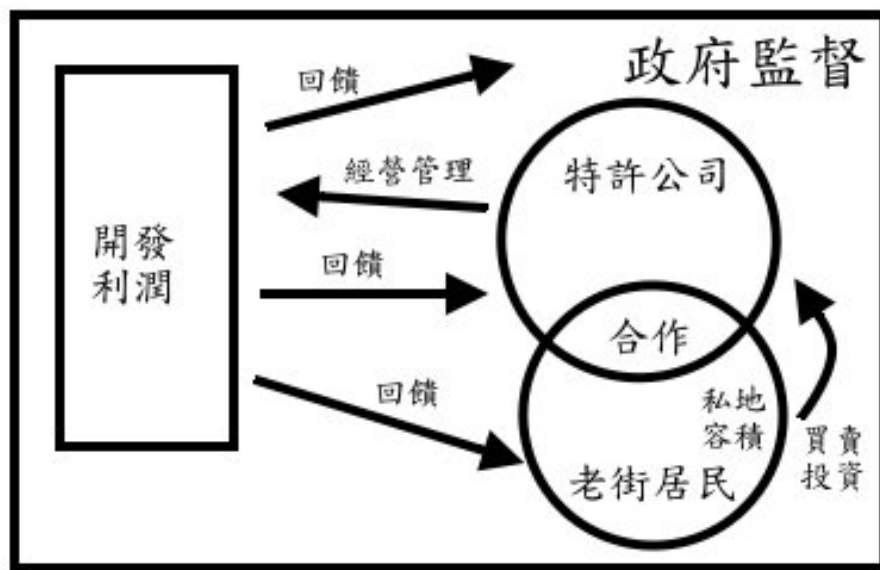 政府監督
回饋
特許公司
經營管理
開發
利潤
回饋
合作
回饋
私地
容積
買賣
投資
老街居民